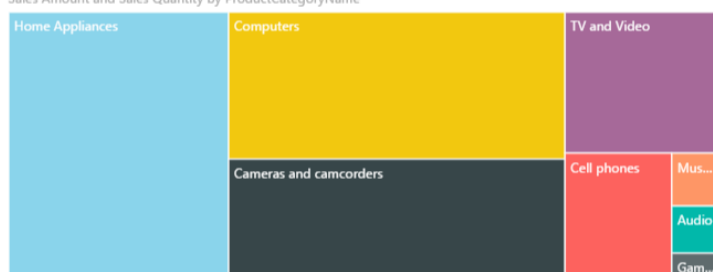 Sales Amount and Sales Quantity by ProductCategoryName
Home Appliances
Computers
TV and Video
Cameras and camcorders
Cell phones
Mus...
Audio
Gam...